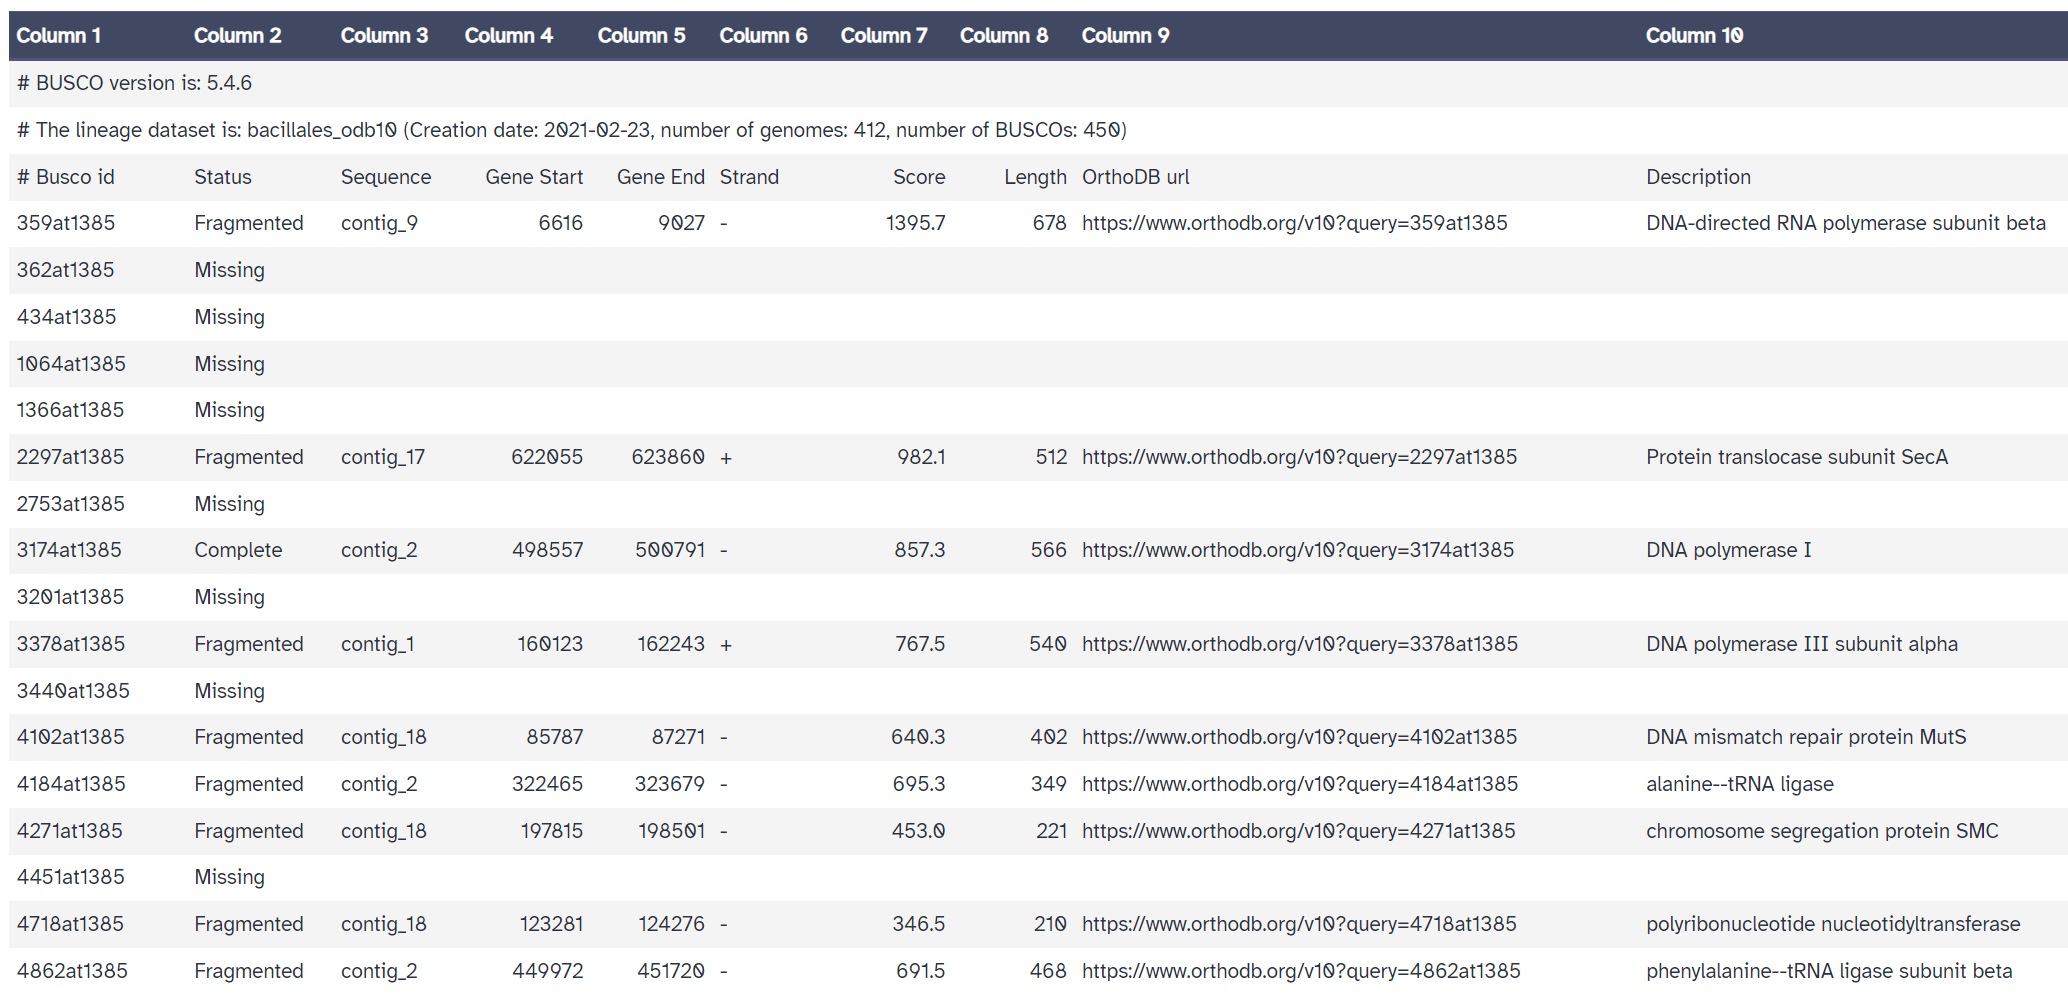 Column 1 Column 2 Column 3 Column 4 Column 5 Column 6 Column 7 Column 8 Column 9 Column 10
# BUSCO version is: 5.4.6
# The lineage dataset is: bacillales_odb10 (Creation date: 2021-02-23, number of genomes: 412, number of BUSCOs: 450)
# Busco id Status Sequence Gene Start Gene End Strand Score Length OrthoDB url Description
359at1385 Fragmented contig_9 6616 9027 - 1395.7 678 https://www.orthodb.org/v10?query=359at1385 DNA-directed RNA polymerase subunit beta
362at1385 Missing
434at1385 Missing
1064at1385 Missing
1366at1385 Missing
2297at1385 Fragmented contig_17 622055 623860 + 982.1 512 https://www.orthodb.org/v10?query=2297at1385 Protein translocase subunit SecA
2753at1385 Missing
3174at1385 Complete contig_2 498557 500791 - 857.3 566 https://www.orthodb.org/v10?query=3174at1385 DNA polymerase I
3201at1385 Missing
3378at1385 Fragmented contig_1 160123 162243 + 767.5 540 https://www.orthodb.org/v10?query=3378at1385 DNA polymerase III subunit alpha
3440at1385 Missing
4102at1385 Fragmented contig_18 85787 87271 - 640.3 402 https://www.orthodb.org/v10?query=4102at1385 DNA mismatch repair protein MutS
4184at1385 Fragmented contig_2 322465 323679 - 695.3 349 https://www.orthodb.org/v10?query=4184at1385 alanine--tRNA ligase
4271at1385 Fragmented contig_18 197815 198501 - 453.0 221 https://www.orthodb.org/v10?query=4271at1385 chromosome segregation protein SMC
4451at1385 Missing
4718at1385 Fragmented contig_18 123281 124276 - 346.5 210 https://www.orthodb.org/v10?query=4718at1385 polyribonucleotide nucleotidyltransferase
4862at1385 Fragmented contig_2 449972 451720 - 691.5 468 https://www.orthodb.org/v10?query=4862at1385 phenylalanine--tRNA ligase subunit beta